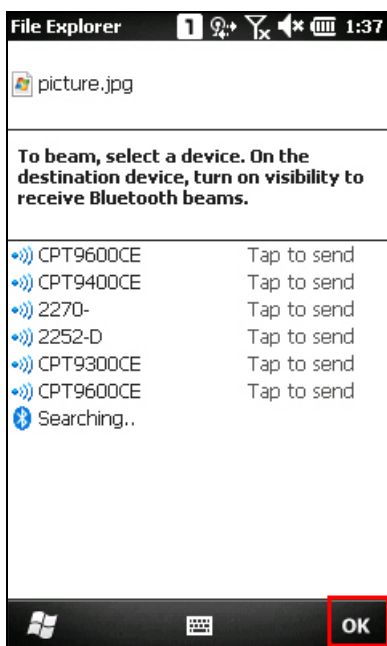 File Explorer 1 1:37
picture.jpg
To beam, select a device. On the
destination device, turn on visibility to
receive Bluetooth beams.
CPT9600CE Tap to send
CPT9400CE Tap to send
2270- Tap to send
2252-D Tap to send
CPT9300CE Tap to send
CPT9600CE Tap to send
Searching..
OK